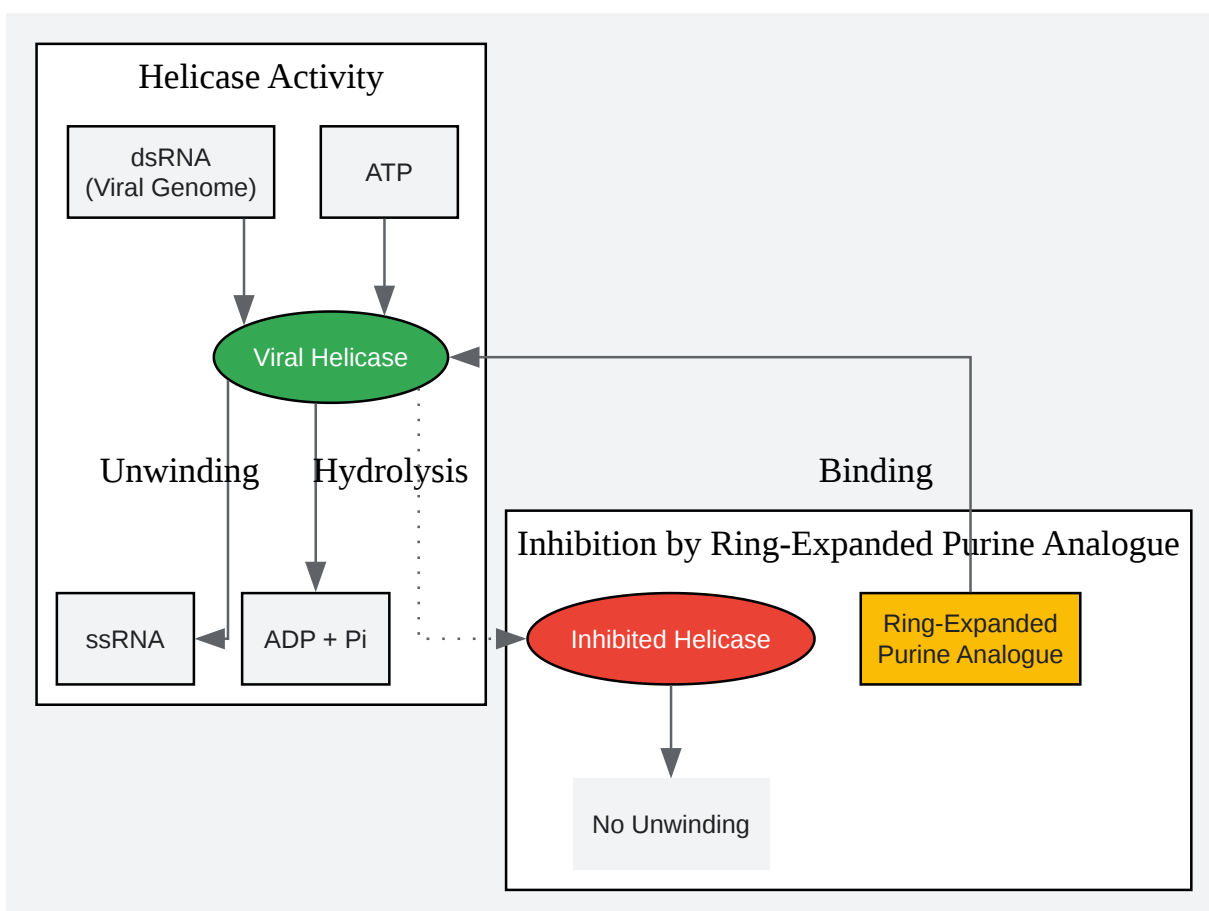 Helicase Activity
dsRNA
(Viral Genome)
ATP
Viral Helicase
Unwinding
Hydrolysis
Binding
ssRNA
ADP + Pi
Inhibition by Ring-Expanded Purine Analogue
Inhibited Helicase
Ring-Expanded
Purine Analogue
No Unwinding